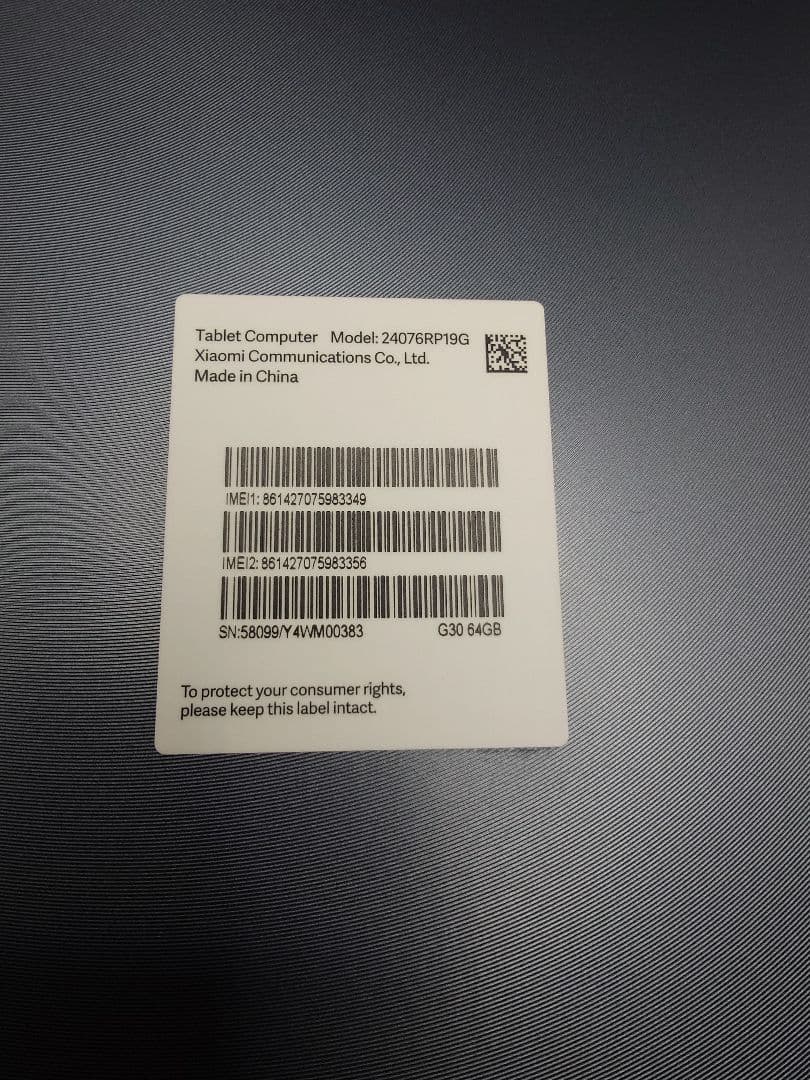 Tablet Computer Model: 24076RP19G
Xiaomi Communications Co., Ltd.
Made in China
IMEI1: 861427075983349
IMEI2: 861427075983356
SN:58099/Y4WM00383 G30 64GB
To protect your consumer rights,
please keep this label intact.